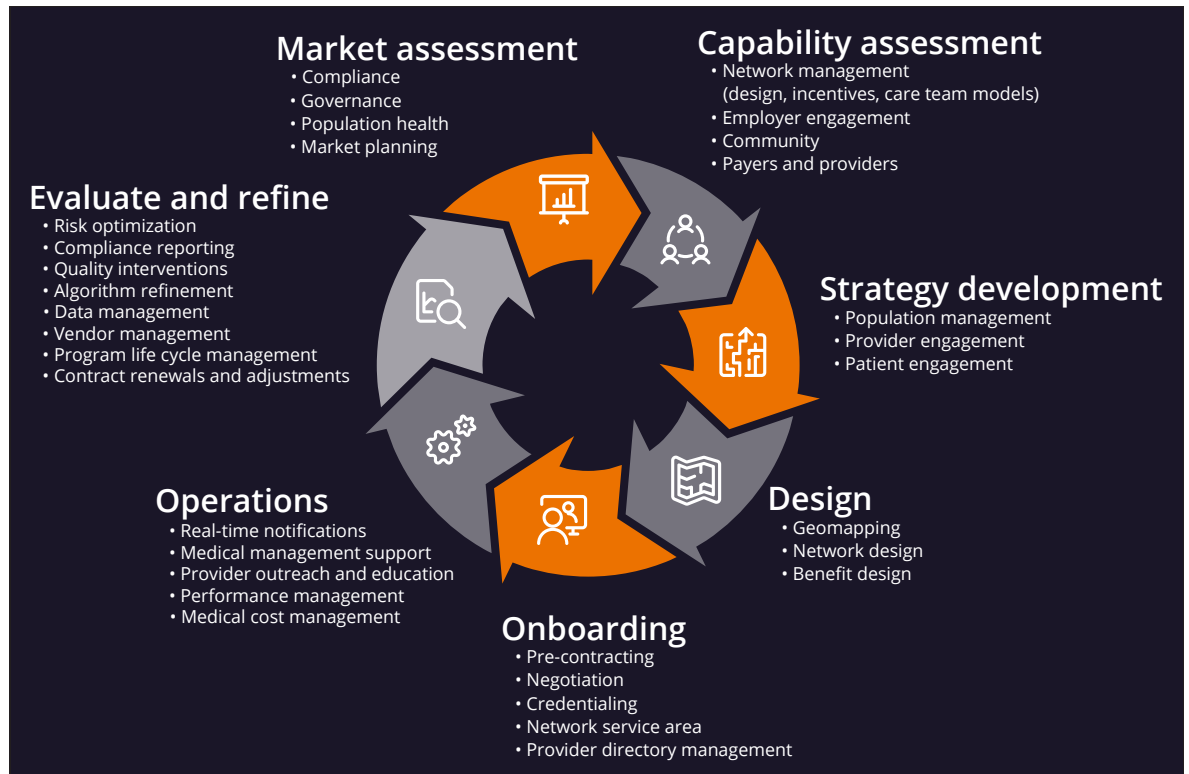 Market assessment
• Compliance
• Governance
• Population health
• Market planning
Capability assessment
• Network management
(design, incentives, care team models)
• Employer engagement
• Community
• Payers and providers
Strategy development
• Population management
• Provider engagement
• Patient engagement
Design
• Geomapping
• Network design
• Benefit design
Onboarding
• Pre-contracting
• Negotiation
• Credentialing
• Network service area
• Provider directory management
Operations
• Real-time notifications
• Medical management support
• Provider outreach and education
• Performance management
• Medical cost management
Evaluate and refine
• Risk optimization
• Compliance reporting
• Quality interventions
• Algorithm refinement
• Data management
• Vendor management
• Program life cycle management
• Contract renewals and adjustments